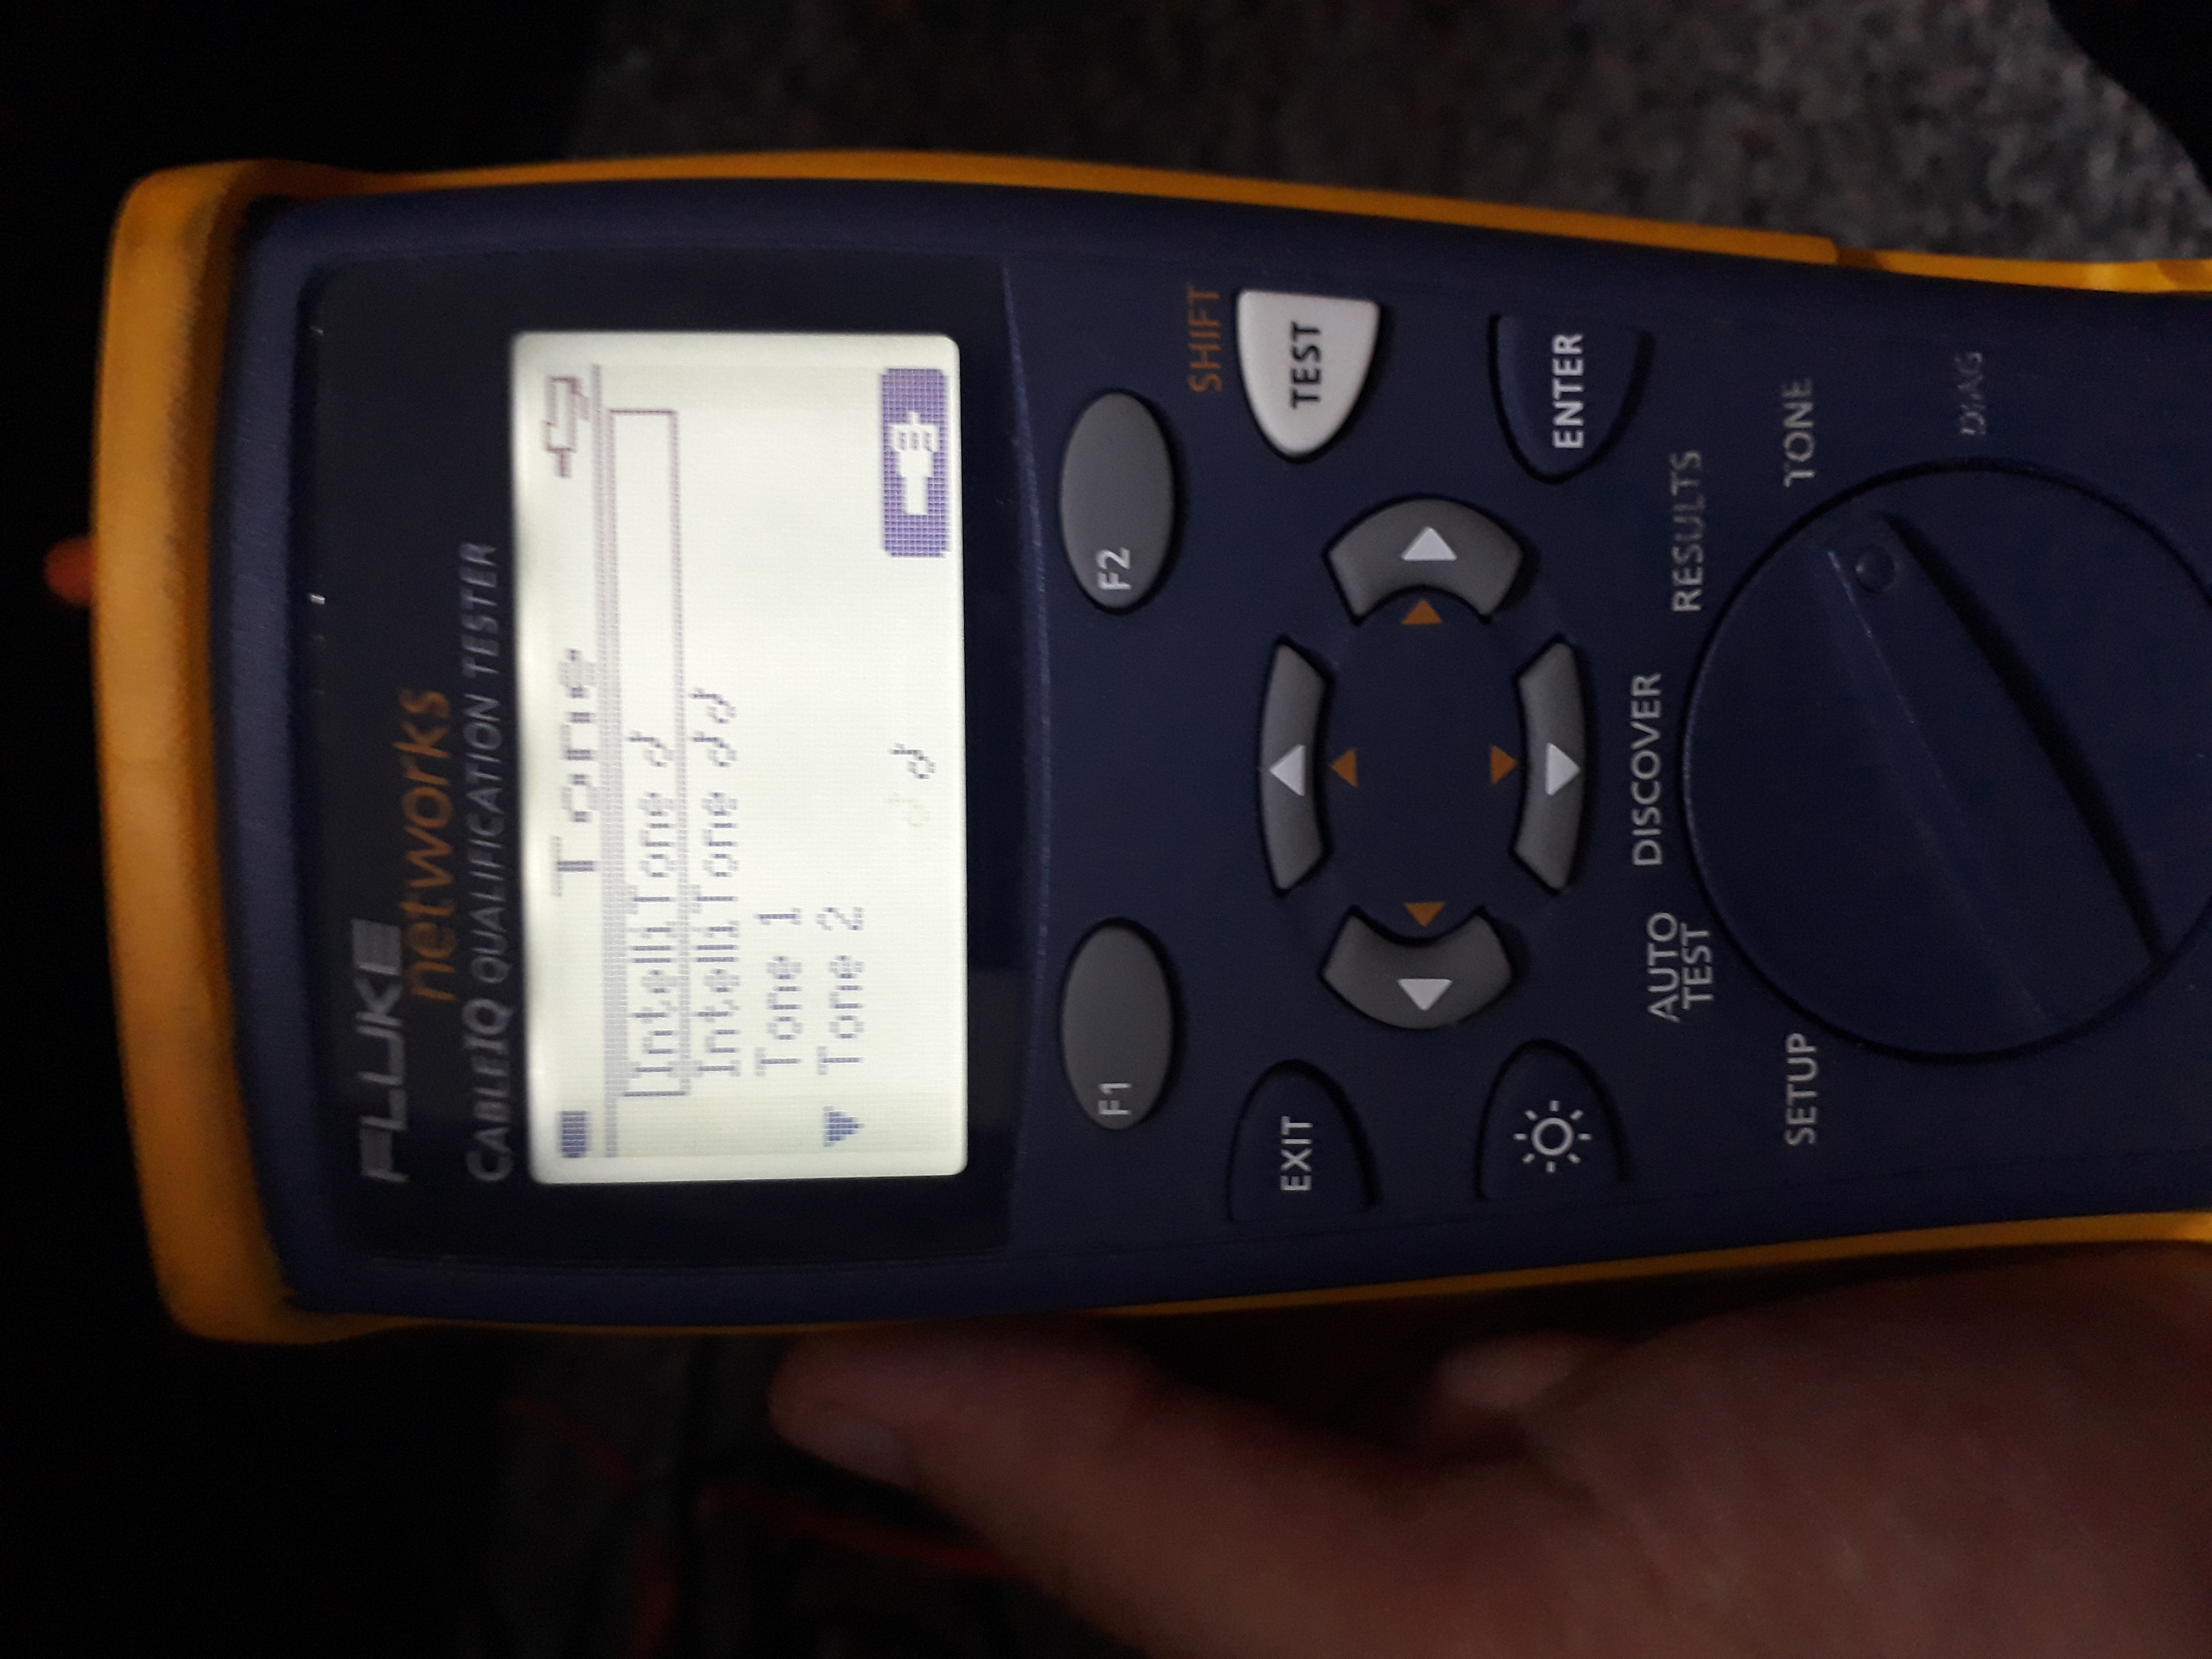 FLUKE
networks
CABLEIQ QUALIFICATION TESTER
Tone
IntelliTone
IntelliTone
Tone 1
Tone 2
F1
F2
SHIFT
EXIT
TEST
ENTER
AUTO
TEST
DISCOVER
RESULTS
SETUP
TONE
DIAG